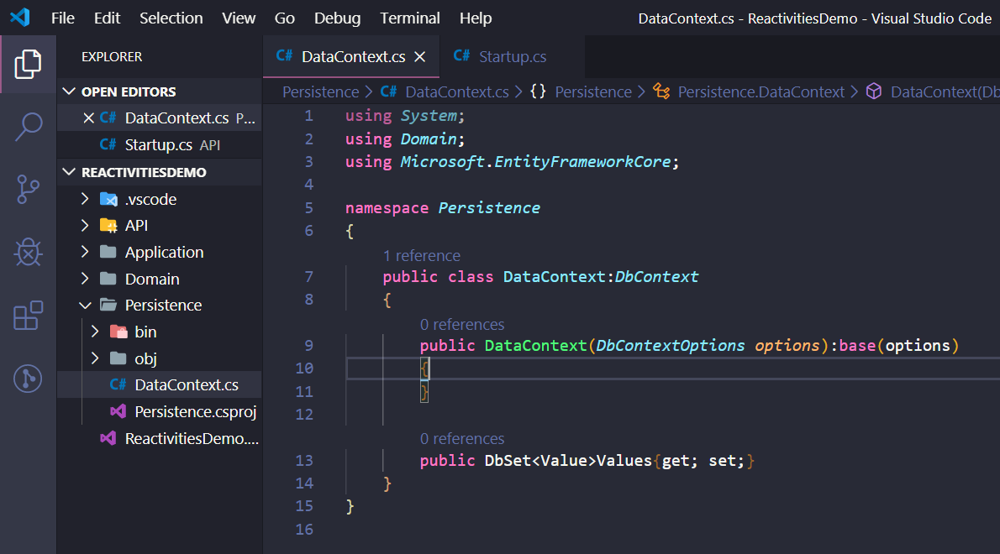 File Edit Selection View Go Debug Terminal Help DataContext.cs - ReactivitiesDemo - Visual Studio Code
EXPLORER
OPEN EDITORS
C# DataContext.cs P...
C# Startup.cs API
REACTIVITIESDEMO
.vscode
API
Application
Domain
Persistence
bin
obj
C# DataContext.cs
Persistence.csproj
ReactivitiesDemo....
C# DataContext.cs C# Startup.cs
Persistence > C# DataContext.cs > {} Persistence > Persistence.DataContext > DataContext(Db
1 using System;
2 using Domain;
3 using Microsoft.EntityFrameworkCore;
4
5 namespace Persistence
6 {
1 reference
7 public class DataContext:DbContext
8 {
0 references
9 public DataContext(DbContextOptions options):base(options)
10 {
11 }
12
0 references
13 public DbSet<Value>Values{get; set;}
14 }
15 }
16